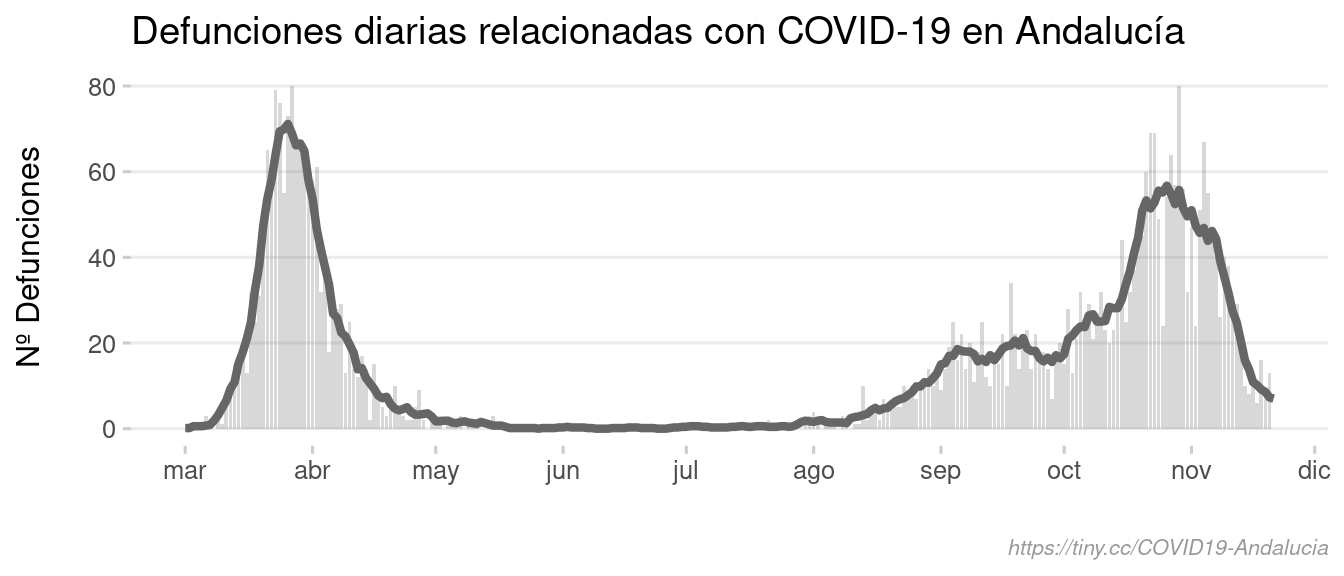 Defunciones diarias relacionadas con COVID-19 en Andalucía
Nº Defunciones
80
60
40
20
0
mar abr may jun jul ago sep oct nov dic
https://tiny.cc/COVID19-Andalucia